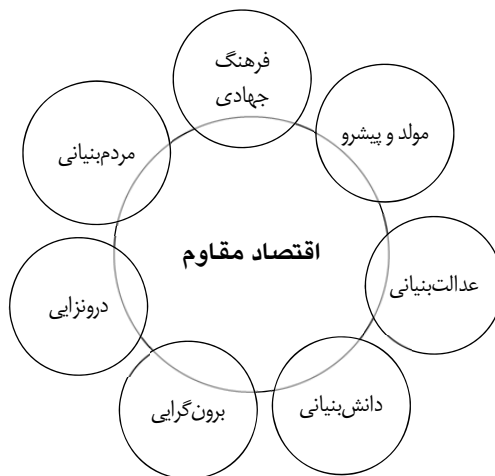 فرهنگ
جهادی
مولد و پیشرو
مردم‌بنیانی
اقتصاد مقاوم
عدالت‌بنیانی
درونزایی
دانش‌بنیانی
برون‌گرایی